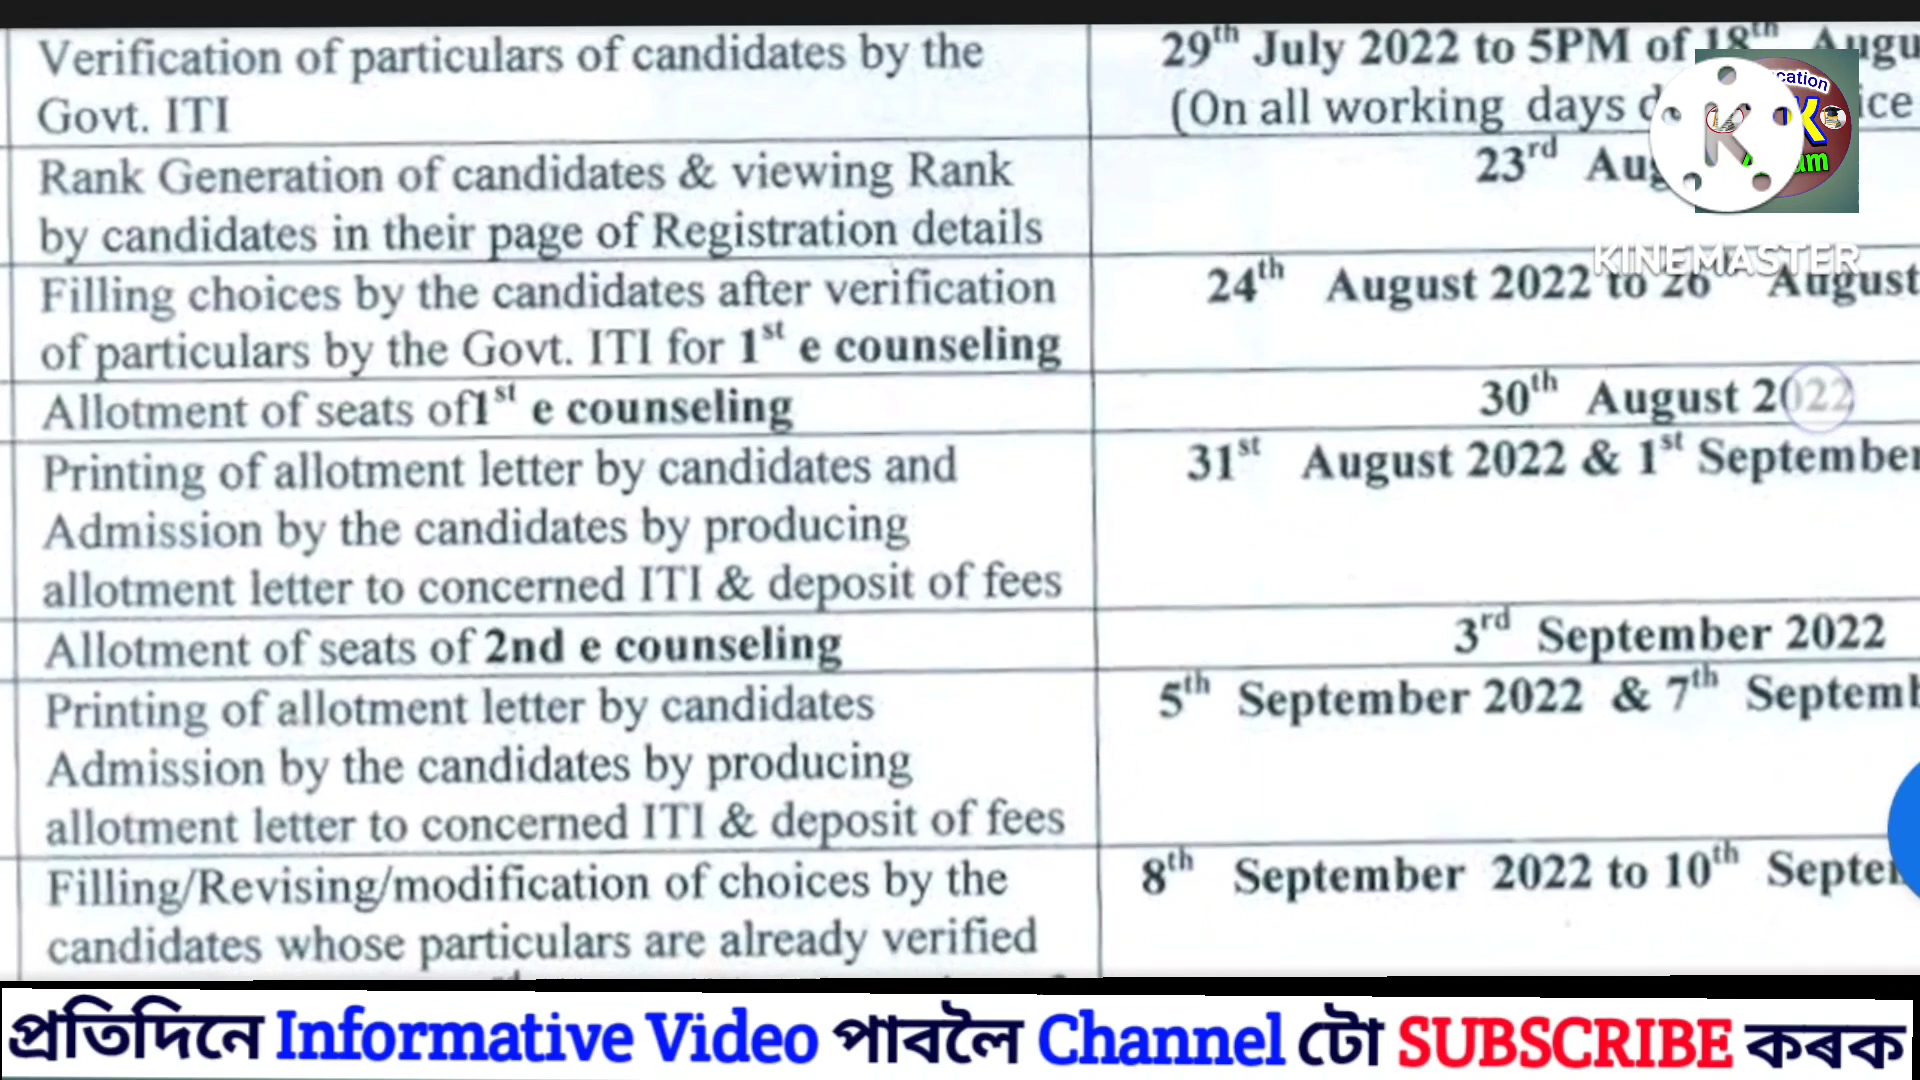 Verification of particulars of candidates by the
Govt. ITI
29th July 2022 to 5PM of 18th
(On all working days
Rank Generation of candidates & viewing Rank
by candidates in their page of Registration details
23rd
Filling choices by the candidates after verification
of particulars by the Govt. ITI for 1st e counseling
24th August 2022 to 26 August
Allotment of seats of1st e counseling
30th August 2022
Printing of allotment letter by candidates and
Admission by the candidates by producing
allotment letter to concerned ITI & deposit of fees
31st August 2022 & 1st September
Allotment of seats of 2nd e counseling
3rd September 2022
Printing of allotment letter by candidates
Admission by the candidates by producing
allotment letter to concerned ITI & deposit of fees
5th September 2022 & 7th
Filling/Revising/modification of choices by the
candidates whose particulars are already verified
8th September 2022 to 10th
K
KINEMASTER
প্ৰতিদিনে Informative Video পাবলৈ Channel টো SUBSCRIBE কৰক